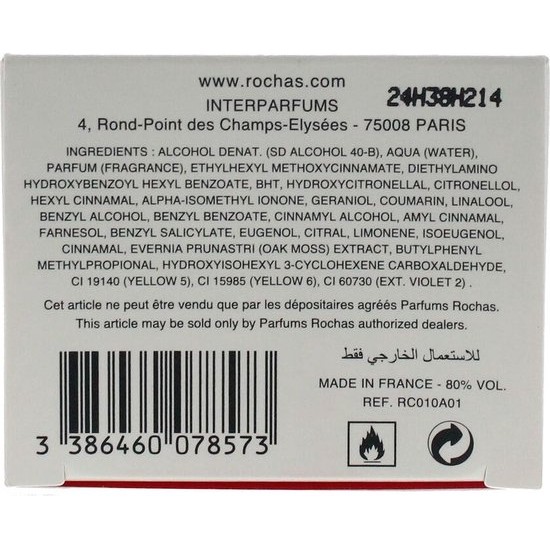 www.rochas.com
24H38H214
INTERPARFUMS
4, Rond-Point des Champs-Elysées - 75008 PARIS
INGREDIENTS : ALCOHOL DENAT. (SD ALCOHOL 40-B), AQUA (WATER),
PARFUM (FRAGRANCE), ETHYLHEXYL METHOXYCINNAMATE, DIETHYLAMINO
HYDROXYBENZOYL HEXYL BENZOATE, BHT, HYDROXYCITRONELLAL, CITRONELLOL,
HEXYL CINNAMAL, ALPHA-ISOMETHYL IONONE, GERANIOL, COUMARIN, LINALOOL,
BENZYL ALCOHOL, BENZYL BENZOATE, CINNAMYL ALCOHOL, AMYL CINNAMAL,
FARNESOL, BENZYL SALICYLATE, EUGENOL, CITRAL, LIMONENE, ISOEUGENOL,
CINNAMAL, EVERNIA PRUNASTRI (OAK MOSS) EXTRACT, BUTYLPHENYL
METHYLPROPIONAL, HYDROXYISOHEXYL 3-CYCLOHEXENE CARBOXALDEHYDE,
CI 19140 (YELLOW 5), CI 15985 (YELLOW 6), CI 60730 (EXT. VIOLET 2) .
Cet article ne peut être vendu que par les dépositaires agréés Parfums Rochas.
This article may be sold only by Parfums Rochas authorized dealers.
للاستعمال الخارجي فقط
MADE IN FRANCE - 80% VOL.
REF. RC010A01
3 386460 078573